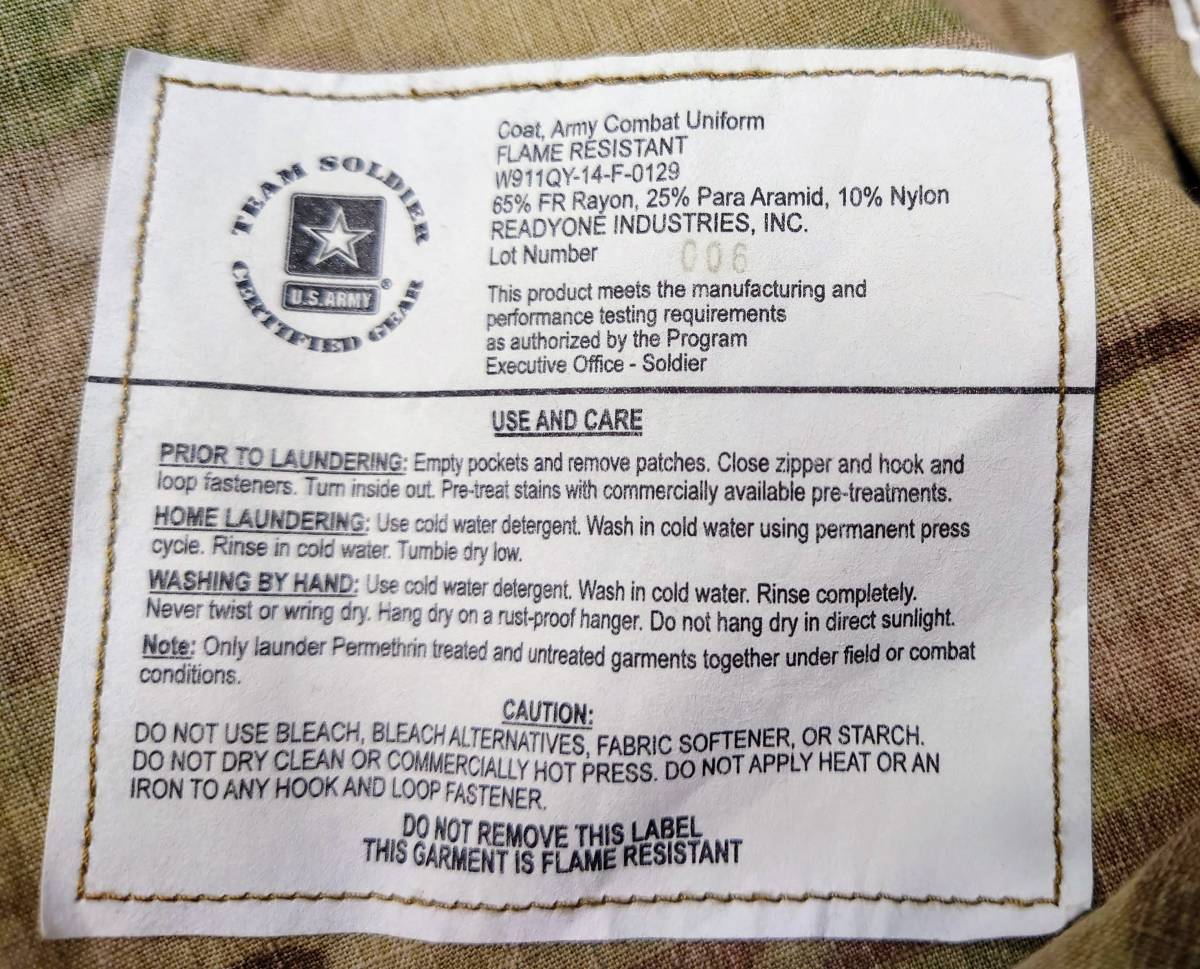 TEAM SOLDIER
U.S.ARMY®
CERTIFIED GEAR
Coat, Army Combat Uniform
FLAME RESISTANT
W911QY-14-F-0129
65% FR Rayon, 25% Para Aramid, 10% Nylon
READYONE INDUSTRIES, INC.
Lot Number 006
This product meets the manufacturing and
performance testing requirements
as authorized by the Program
Executive Office - Soldier
USE AND CARE
PRIOR TO LAUNDERING: Empty pockets and remove patches. Close zipper and hook and
loop fasteners. Turn inside out. Pre-treat stains with commercially available pre-treatments.
HOME LAUNDERING: Use cold water detergent. Wash in cold water using permanent press
cycle. Rinse in cold water. Tumble dry low.
WASHING BY HAND: Use cold water detergent. Wash in cold water. Rinse completely.
Never twist or wring dry. Hang dry on a rust-proof hanger. Do not hang dry in direct sunlight.
Note: Only launder Permethrin treated and untreated garments together under field or combat
conditions.
CAUTION:
DO NOT USE BLEACH, BLEACH ALTERNATIVES, FABRIC SOFTENER, OR STARCH.
DO NOT DRY CLEAN OR COMMERCIALLY HOT PRESS. DO NOT APPLY HEAT OR AN
IRON TO ANY HOOK AND LOOP FASTENER.
DO NOT REMOVE THIS LABEL
THIS GARMENT IS FLAME RESISTANT